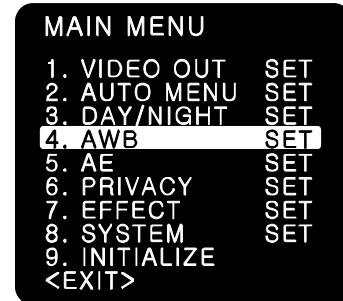 MAIN MENU
1. VIDEO OUT SET
2. AUTO MENU SET
3. DAY/NIGHT SET
4. AWB SET
5. AE SET
6. PRIVACY SET
7. EFFECT SET
8. SYSTEM SET
9. INITIALIZE
<EXIT>